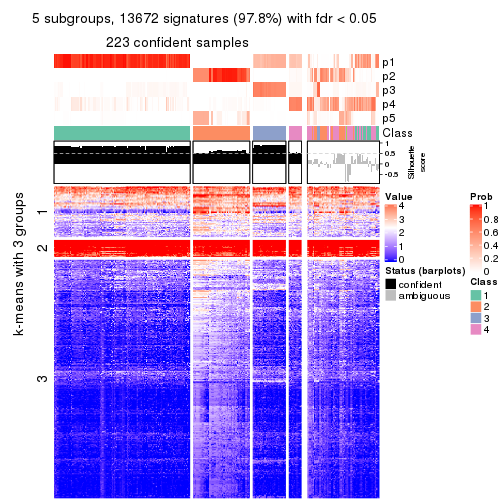 5 subgroups, 13672 signatures (97.8%) with fdr < 0.05
223 confident samples
p1
p2
p3
p4
p5
Class
1
0.5
0
-0.5
Silhouette
score
k-means with 3 groups
1
2
3
Value
4
3
2
1
0
Status (barplots)
confident
ambiguous
Prob
1
0.8
0.6
0.4
0.2
0
Class
1
2
3
4